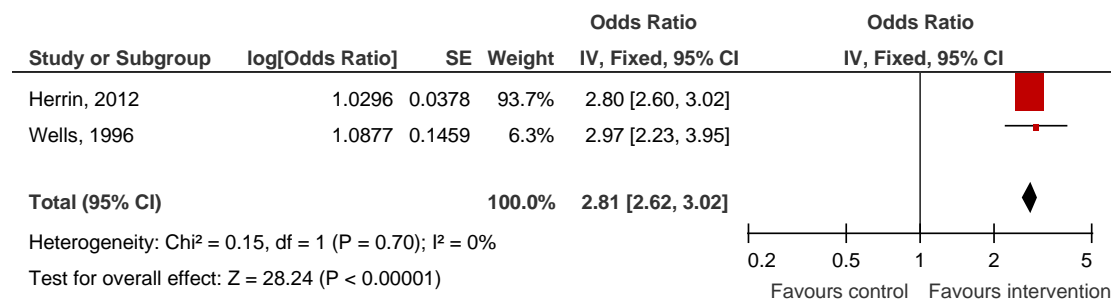 Odds Ratio Odds Ratio
Study or Subgroup log[Odds Ratio] SE Weight IV, Fixed, 95% CI IV, Fixed, 95% CI
Herrin, 2012 1.0296 0.0378 93.7% 2.80 [2.60, 3.02]
Wells, 1996 1.0877 0.1459 6.3% 2.97 [2.23, 3.95]
Total (95% CI) 100.0% 2.81 [2.62, 3.02]
Heterogeneity: Chi² = 0.15, df = 1 (P = 0.70); I² = 0%
Test for overall effect: Z = 28.24 (P < 0.00001)
0.2 0.5 1 2 5
Favours control Favours intervention